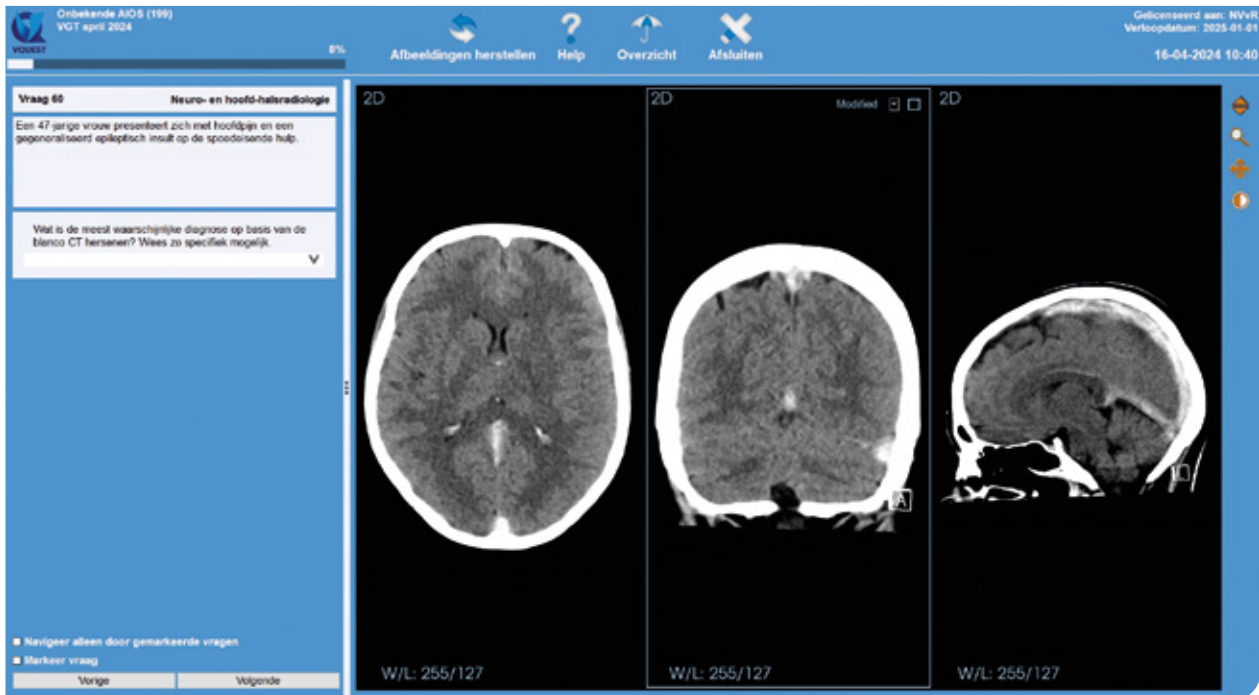 Onbekende AIOS (199)
VGT april 2024
VQUEST
8%
Afbeeldingen herstellen
Help
Overzicht
Afsluiten
Gelicenseerd aan: NVvR
Verloopdatum: 2025-01-01
16-04-2024 10:40
Vraag 60
Neuro- en hoofd-halsradiologie
Een 47-jarige vrouw presenteert zich met hoofdpijn en een
gegeneraliseerd epileptisch insult op de spoedeisende hulp.
Wat is de meest waarschijnlijke diagnose op basis van de
blanco CT hersenen? Wees zo specifiek mogelijk.
Navigeer alleen door gemarkeerde vragen
Markeer vraag
Vorige
Volgende
2D
W/L: 255/127
2D
Modified
A
W/L: 255/127
2D
L
W/L: 255/127